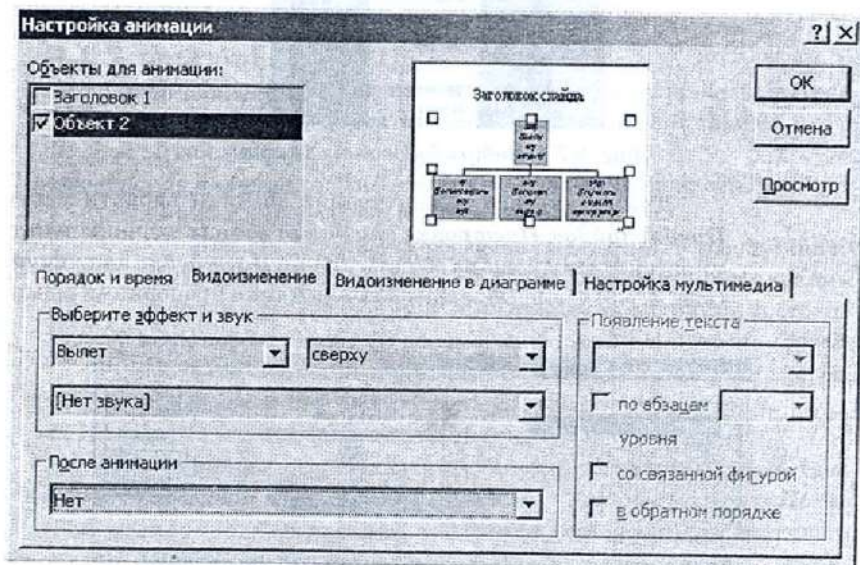 Настройка анимации
Объекты для анимации:
Заголовок 1
Объект 2
Заголовок слайда
OK
Отмена
Просмотр
Порядок и время Видоизменение Видоизменение в диаграмме Настройка мультимедиа
Выберите эффект и звук
Вылет сверху
[Нет звука]
После анимации
Нет
Появление текста
по абзацам
уровня
со связанной фигурой
в обратном порядке